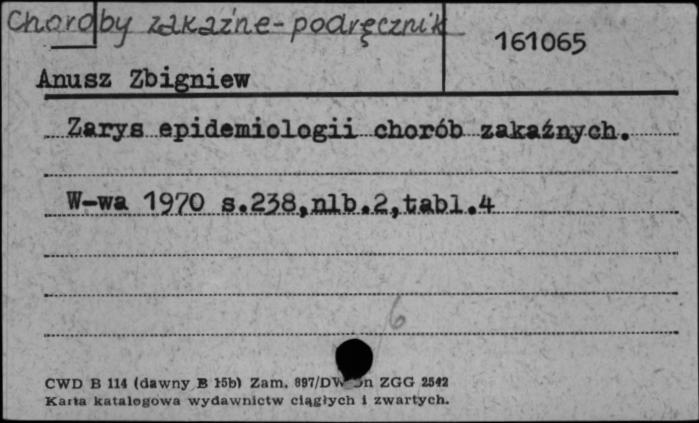 Choroby zakaźne - podręcznik
161065
Anusz Zbigniew
Zarys epidemiologii chorób zakaźnych.
W-wa 1970 s.238,nlb.2,tabl.4
6
CWD B 114 (dawny B 15b) Zam. 897/DW ZGG 2542
Karta katalogowa wydawnictw ciągłych i zwartych.